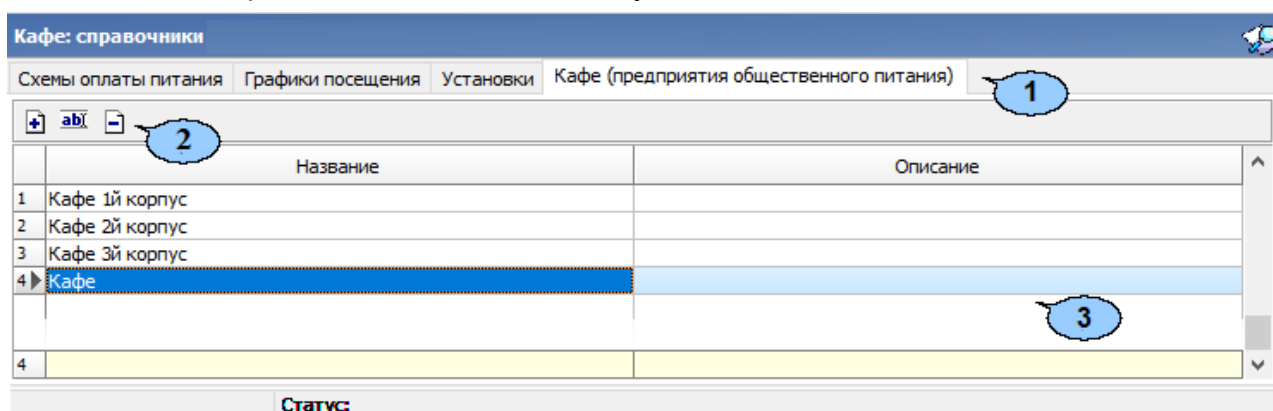 Кафе: справочники
Схемы оплаты питания Графики посещения Установки Кафе (предприятия общественного питания)
1
abI
2
Название Описание
1 Кафе 1й корпус
2 Кафе 2й корпус
3 Кафе 3й корпус
4 Кафе
3
4
Статус: